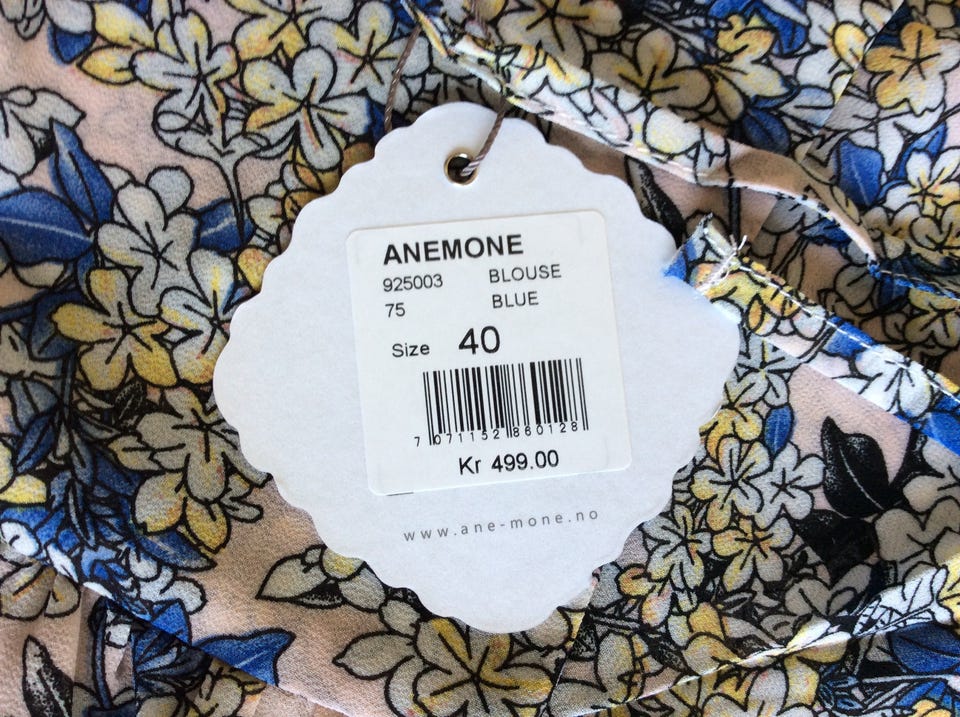 ANEMONE
925003 BLOUSE
75 BLUE
Size 40
7 071152 860128
Kr 499.00
www.ane-mone.no